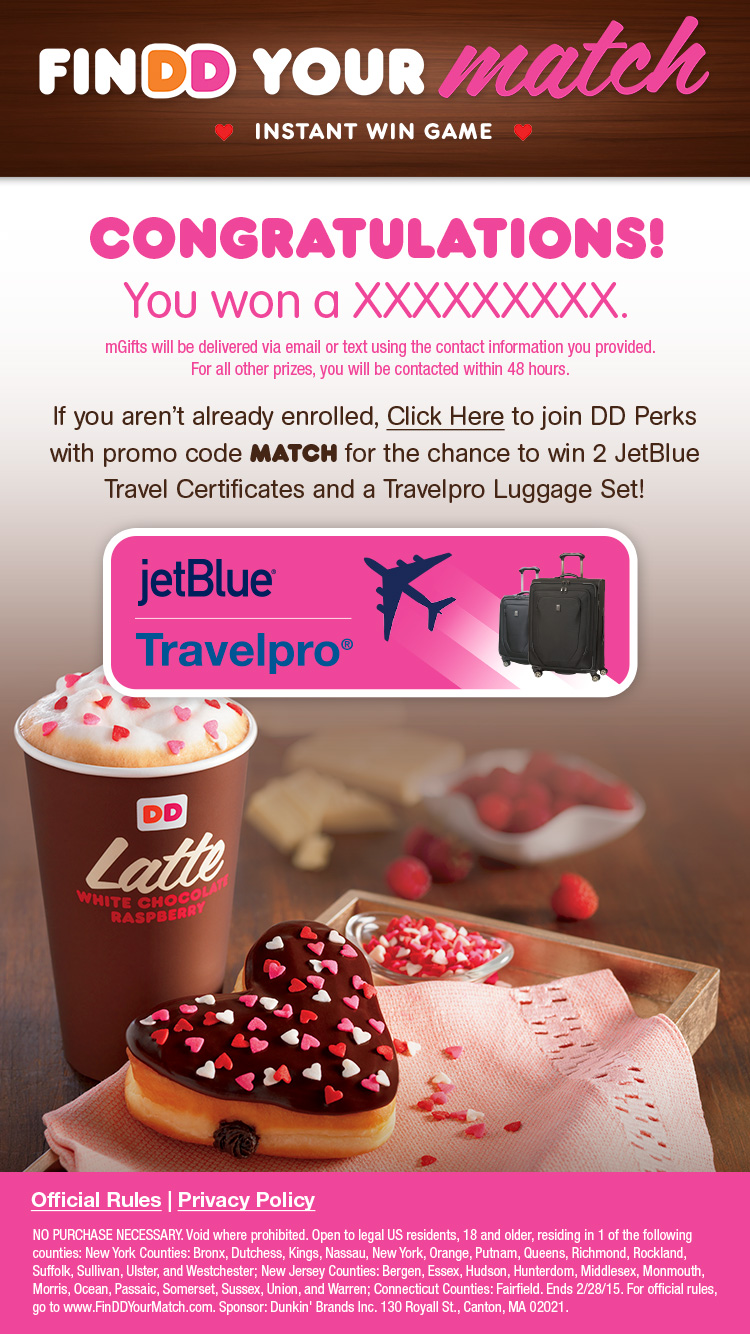 FINDD YOUR match
INSTANT WIN GAME
CONGRATULATIONS!
You won a XXXXXXXXX.
mGifts will be delivered via email or text using the contact information you provided.
For all other prizes, you will be contacted within 48 hours.
If you aren't already enrolled, Click Here to join DD Perks
with promo code MATCH for the chance to win 2 JetBlue
Travel Certificates and a Travelpro Luggage Set!
jetBlue®
Travelpro®
DD
Latte
WHITE CHOCOLATE
RASPBERRY
Official Rules | Privacy Policy
NO PURCHASE NECESSARY. Void where prohibited. Open to legal US residents, 18 and older, residing in 1 of the following
counties: New York Counties: Bronx, Dutchess, Kings, Nassau, New York, Orange, Putnam, Queens, Richmond, Rockland,
Suffolk, Sullivan, Ulster, and Westchester; New Jersey Counties: Bergen, Essex, Hudson, Hunterdom, Middlesex, Monmouth,
Morris, Ocean, Passaic, Somerset, Sussex, Union, and Warren; Connecticut Counties: Fairfield. Ends 2/28/15. For official rules,
go to www.FinDDYourMatch.com. Sponsor: Dunkin' Brands Inc. 130 Royall St., Canton, MA 02021.